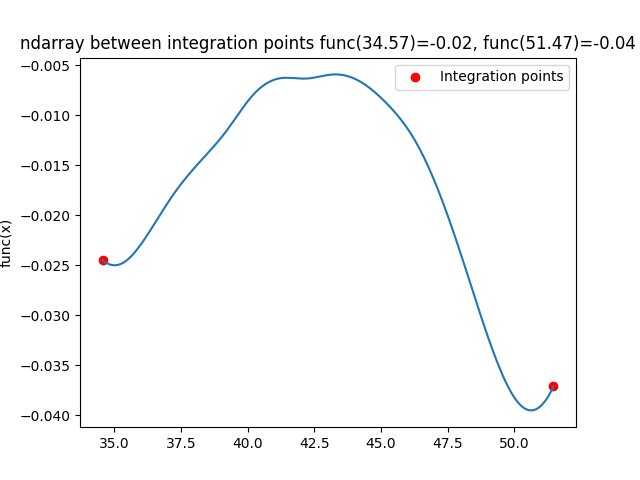 ndarray between integration points func(34.57)=-0.02, func(51.47)=-0.04
Integration points
func(x)
−0.005
−0.010
−0.015
−0.020
−0.025
−0.030
−0.035
−0.040
35.0 37.5 40.0 42.5 45.0 47.5 50.0